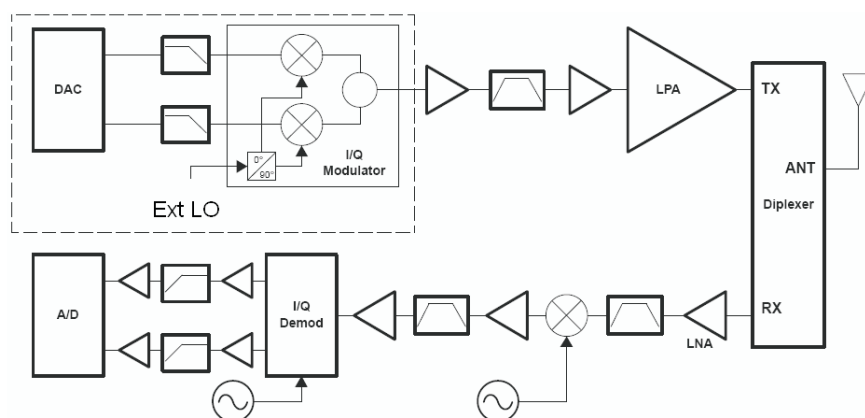 DAC
0°
90°
I/Q
Modulator
Ext LO
LPA
TX
ANT
Diplexer
RX
A/D
I/Q
Demod
LNA